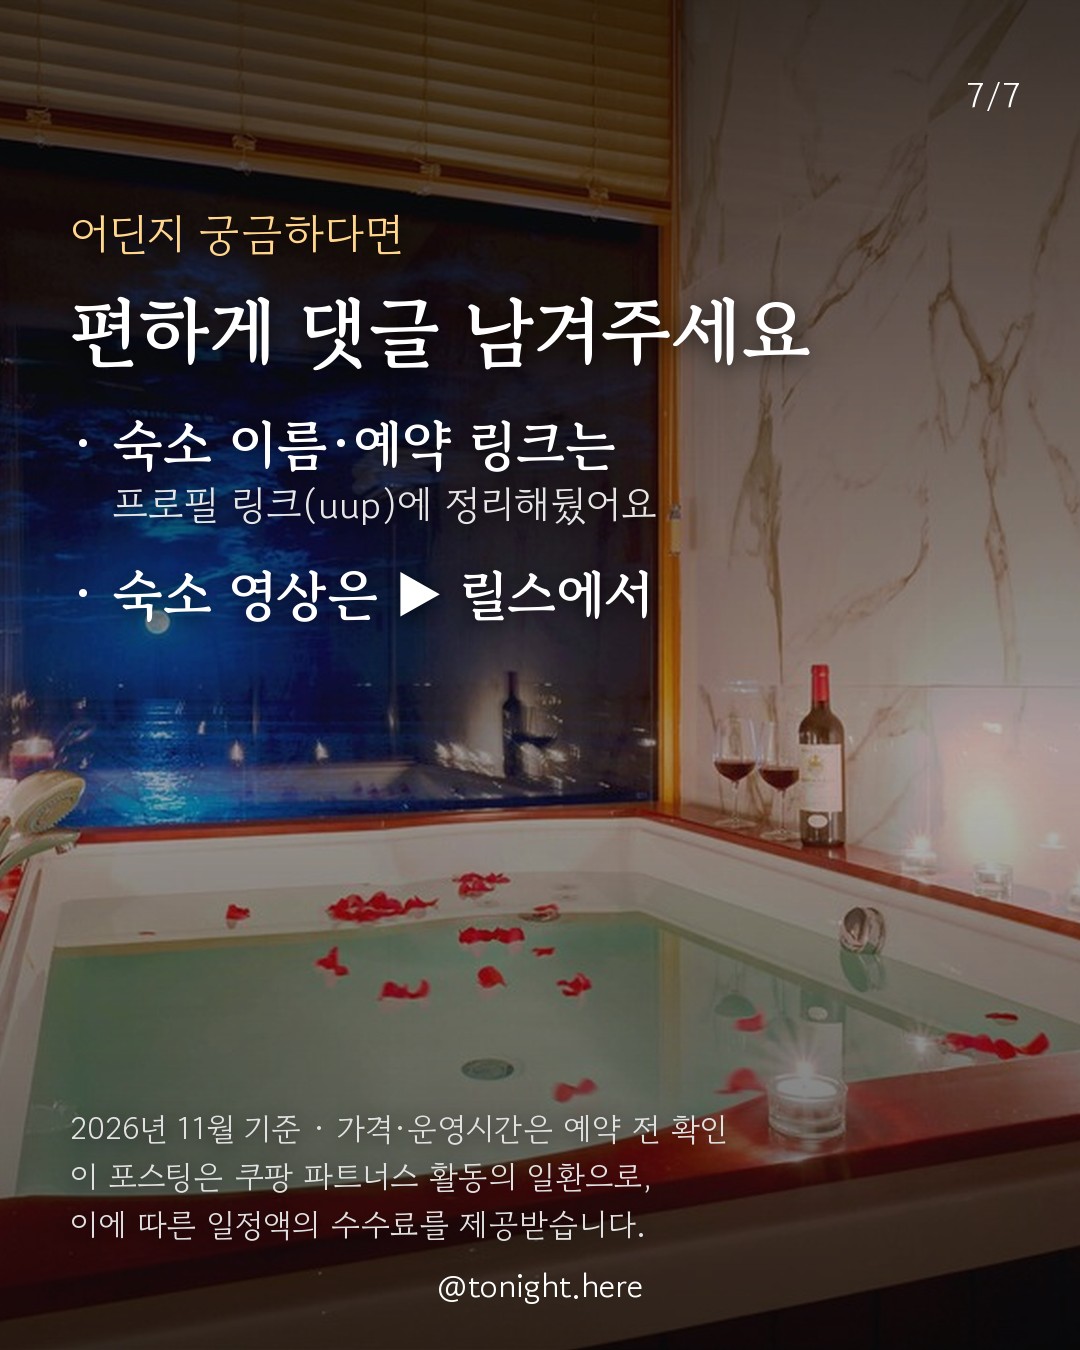 7/7
어딘지 궁금하다면
편하게 댓글 남겨주세요
· 숙소 이름·예약 링크는
프로필 링크(uup)에 정리해뒀어요
· 숙소 영상은 ▶ 릴스에서
2026년 11월 기준 · 가격·운영시간은 예약 전 확인
이 포스팅은 쿠팡 파트너스 활동의 일환으로,
이에 따른 일정액의 수수료를 제공받습니다.
@tonight.here